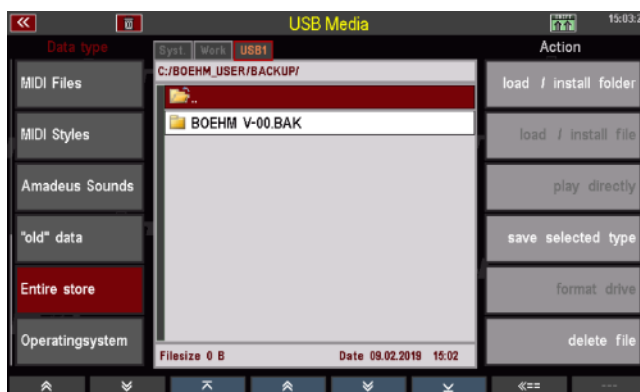 USB Media
15:03:2
Data type
Syst.
Work
USB1
Action
C:/BOEHM_USER/BACKUP/
MIDI Files
..
load / install folder
BOEHM V-00.BAK
MIDI Styles
load / install file
Amadeus Sounds
play directly
"old" data
save selected type
Entire store
format drive
Operatingsystem
delete file
Filesize 0 B
Date 09.02.2019 15:02
«==
---